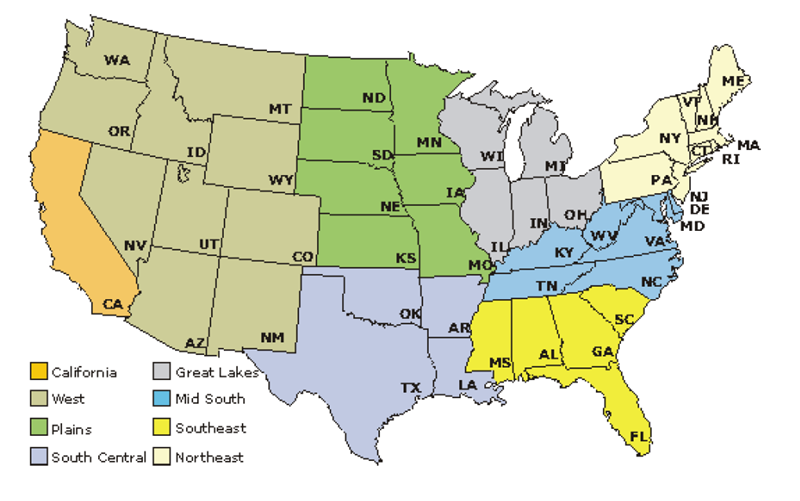 WA
ME
MT
ND
VT
NH
OR
MN
NY
MA
ID
SD
WI
MI
CT
RI
WY
IA
PA
NE
NJ
OH
DE
IN
MD
NV
UT
CO
KS
MO
IL
KY
WV
VA
NC
TN
CA
OK
AR
SC
AZ
NM
MS
AL
GA
TX
LA
FL
California
Great Lakes
West
Mid South
Plains
Southeast
South Central
Northeast